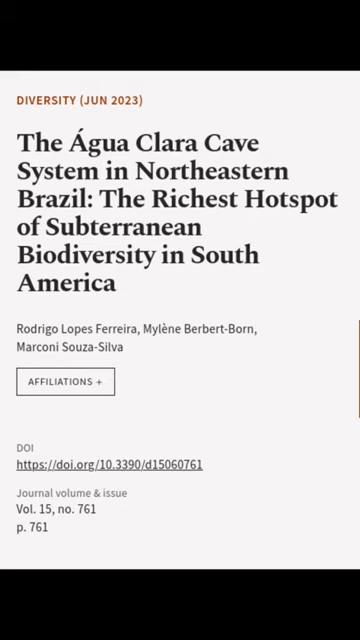 DIVERSITY (JUN 2023)
The Água Clara Cave
System in Northeastern
Brazil: The Richest Hotspot
of Subterranean
Biodiversity in South
America
Rodrigo Lopes Ferreira, Mylène Berbert-Born,
Marconi Souza-Silva
AFFILIATIONS +
DOI
https://doi.org/10.3390/d15060761
Journal volume & issue
Vol. 15, no. 761
p. 761